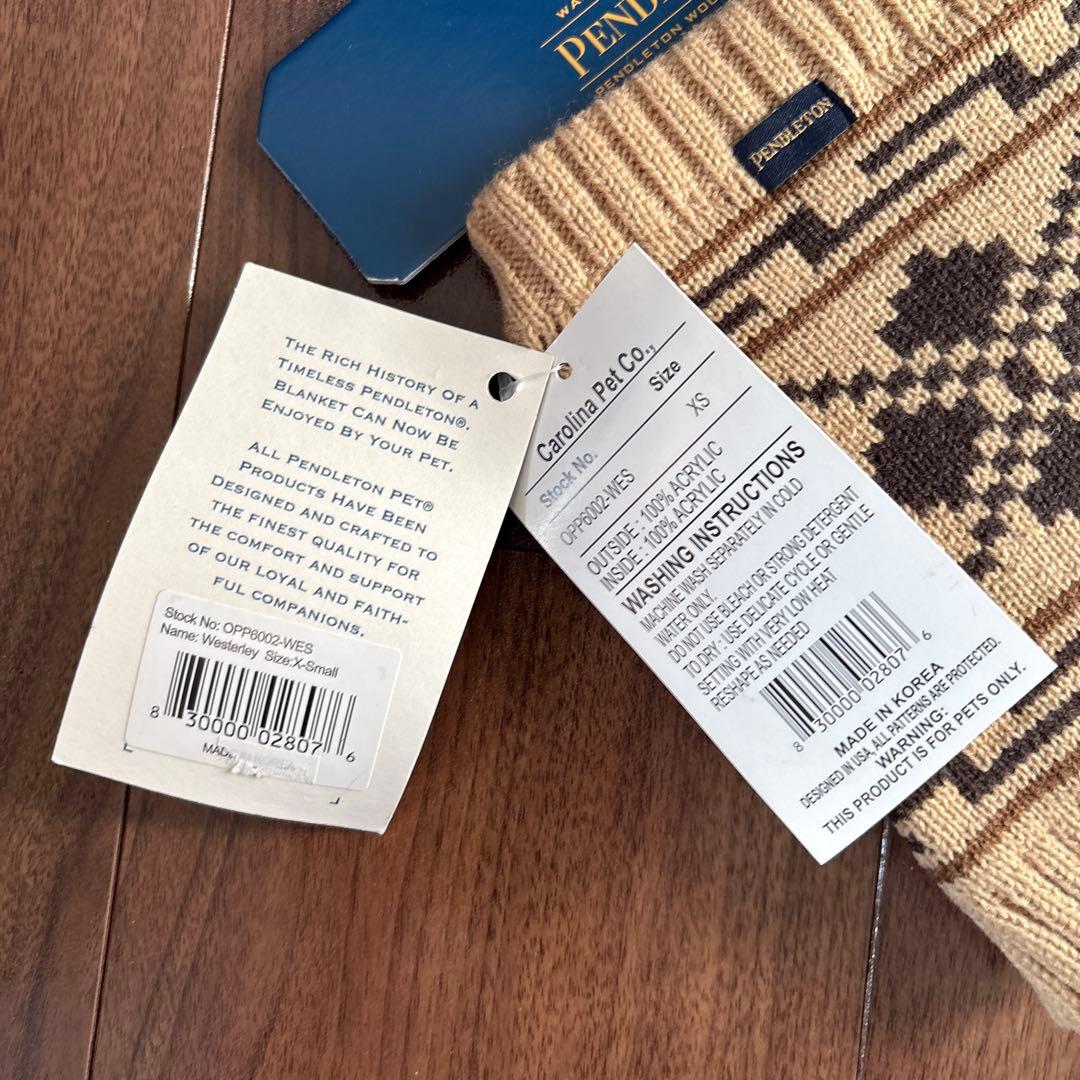 PENDLETON WOO
PENDLETON
THE RICH HISTORY OF A
TIMELESS PENDLETON®.
BLANKET CAN NOW BE
ENJOYED BY YOUR PET.
ALL PENDLETON PET®
PRODUCTS HAVE BEEN
DESIGNED AND CRAFTED TO
THE FINEST QUALITY FOR
THE COMFORT AND SUPPORT
OF OUR LOYAL AND FAITH-
FUL COMPANIONS.
Stock No: OPP6002-WES
Name: Westerley Size:X-Small
8 30000 02807 6
Carolina Pet Co.,
Stock No. Size
OPP6002-WES XS
OUTSIDE : 100% ACRYLIC
INSIDE : 100% ACRYLIC
WASHING INSTRUCTIONS
MACHINE WASH SEPARATELY IN COLD
WATER ONLY.
DO NOT USE BLEACH OR STRONG DETERGENT
TO DRY : USE DELICATE CYCLE OR GENTLE
SETTING WITH VERY LOW HEAT
RESHAPE AS NEEDED
8 30000 02807 6
MADE IN KOREA
DESIGNED IN USA. ALL PATTERNS ARE PROTECTED.
WARNING:
THIS PRODUCT IS FOR PETS ONLY.